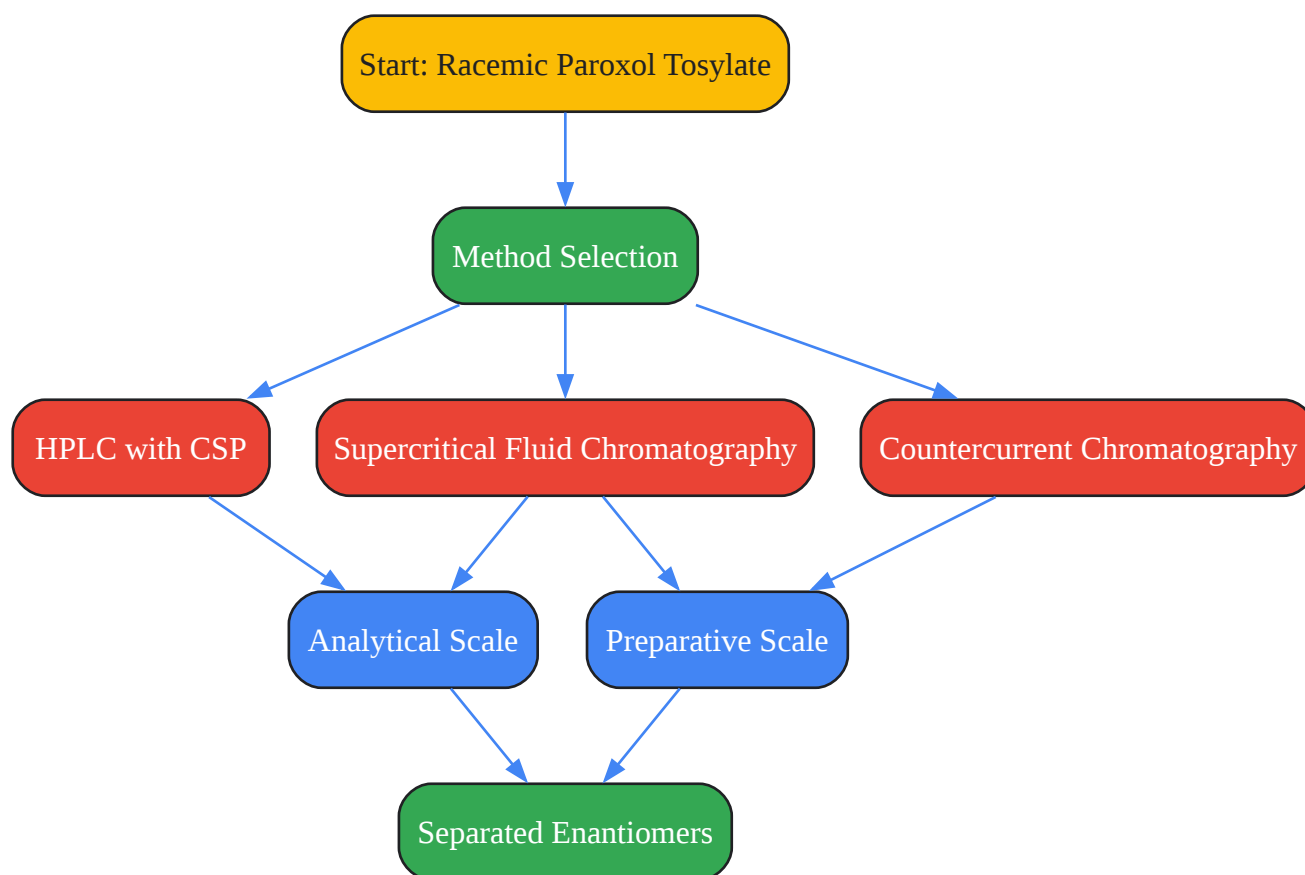 Start: Racemic Paroxol Tosylate
Method Selection
HPLC with CSP
Supercritical Fluid Chromatography
Countercurrent Chromatography
Analytical Scale
Preparative Scale
Separated Enantiomers